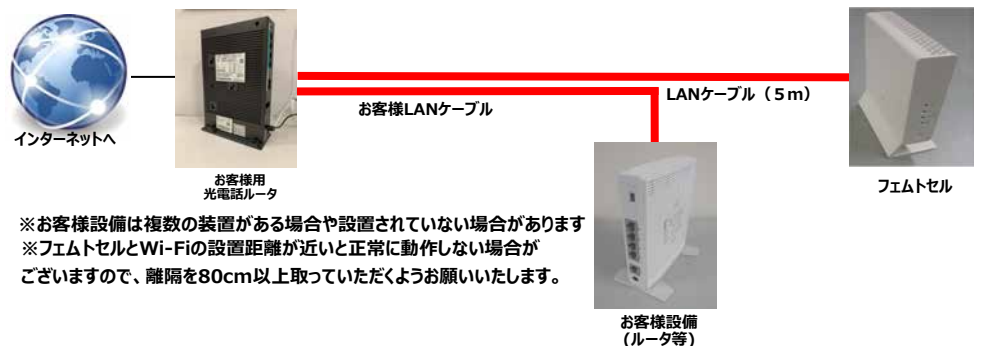 インターネットへ
お客様用
光電話ルータ
お客様LANケーブル
LANケーブル（５m）
フェムトセル
※お客様設備は複数の装置がある場合や設置されていない場合があります
※フェムトセルとWi-Fiの設置距離が近いと正常に動作しない場合が
ございますので、離隔を80cm以上取っていただくようお願いいたします。
お客様設備
(ルータ等)